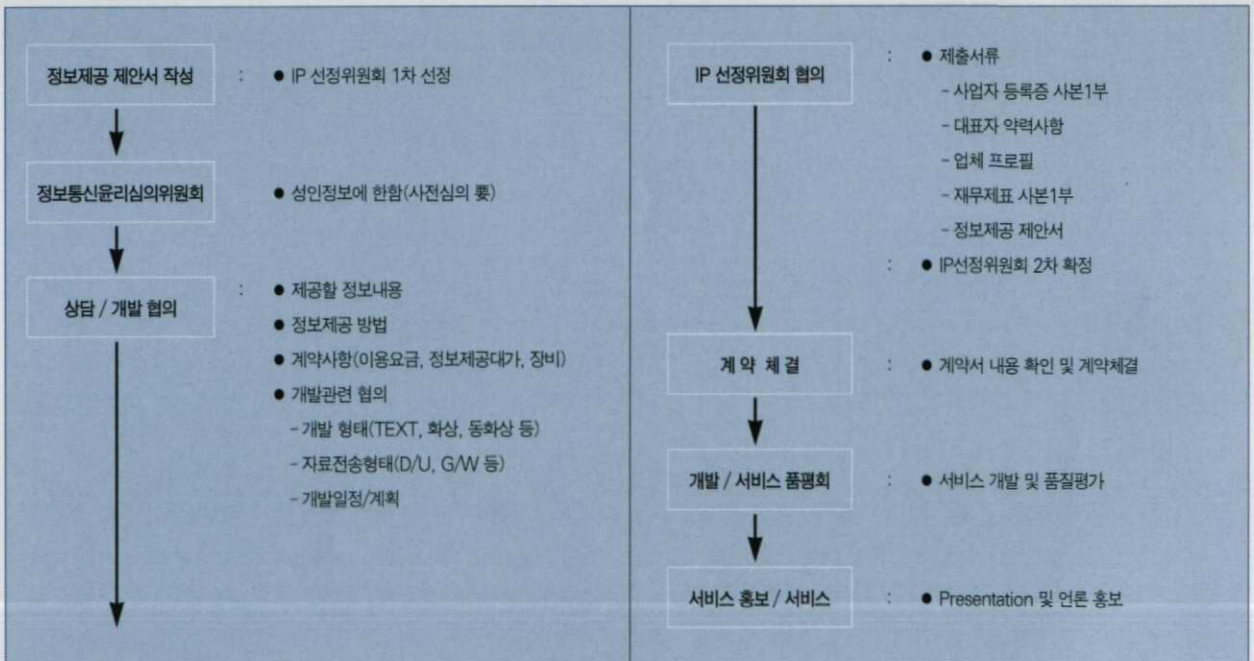 정보제공 제안서 작성 : ● IP 선정위원회 1차 선정
정보통신윤리심의위원회 ● 성인정보에 한함(사전심의 要)
상담 / 개발 협의 : ● 제공할 정보내용
● 정보제공 방법
● 계약사항(이용요금, 정보제공대가, 장비)
● 개발관련 협의
- 개발 형태(TEXT, 화상, 동화상 등)
- 자료전송형태(D/U, G/W 등)
- 개발일정/계획
IP 선정위원회 협의 : ● 제출서류
- 사업자 등록증 사본1부
- 대표자 약력사항
- 업체 프로필
- 재무제표 사본1부
- 정보제공 제안서
: ● IP선정위원회 2차 확정
계 약 체 결 : ● 계약서 내용 확인 및 계약체결
개발 / 서비스 품평회 : ● 서비스 개발 및 품질평가
서비스 홍보 / 서비스 : ● Presentation 및 언론 홍보